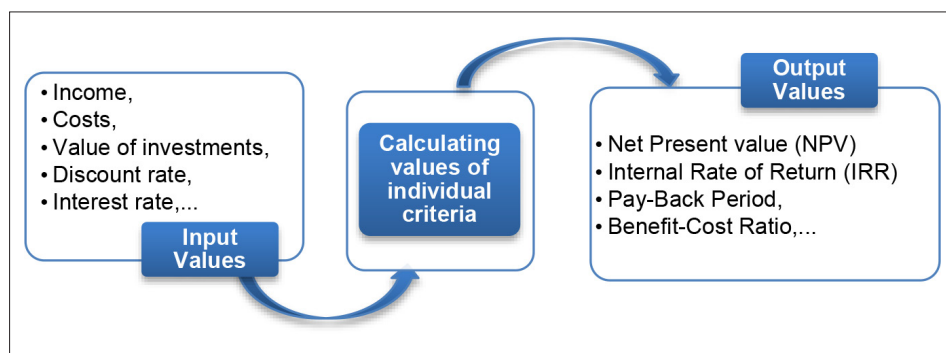 • Income,
• Costs,
• Value of investments,
• Discount rate,
• Interest rate,...
Input
Values
Calculating
values of
individual
criteria
Output
Values
• Net Present value (NPV)
• Internal Rate of Return (IRR)
• Pay-Back Period,
• Benefit-Cost Ratio,...